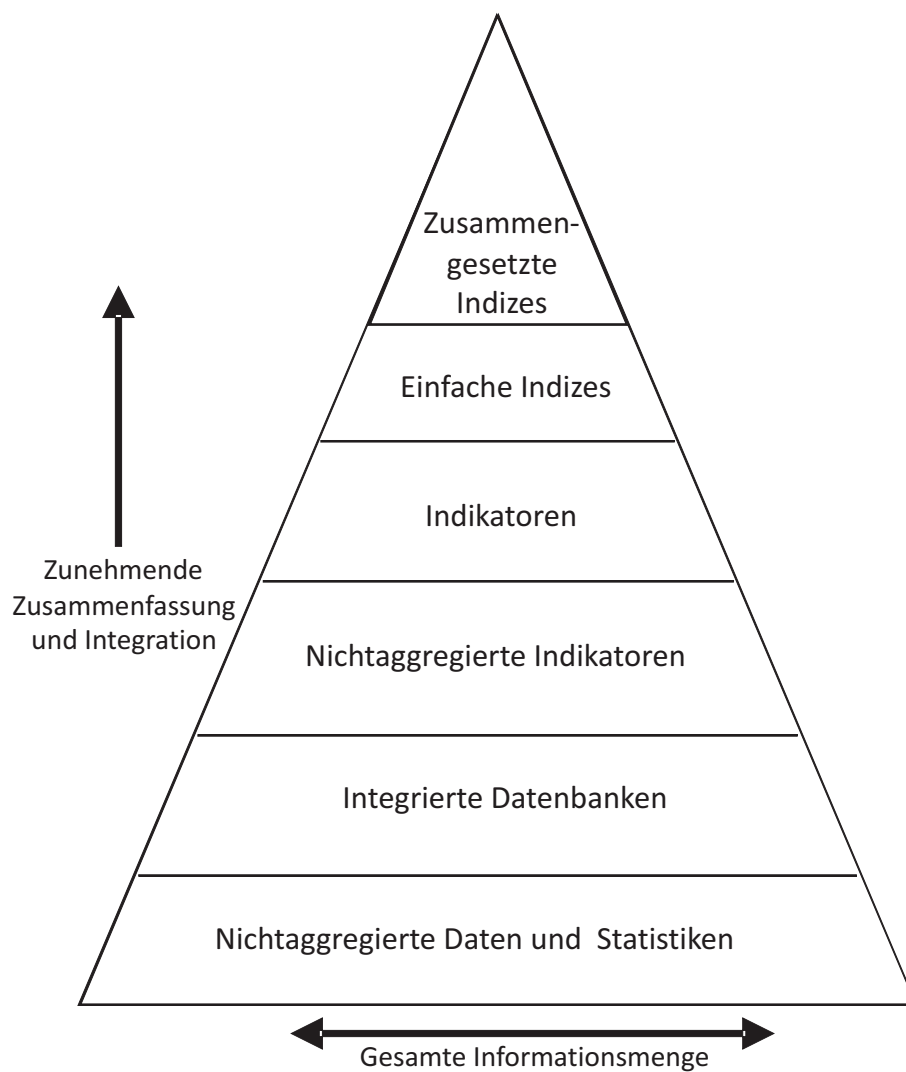 Zusammen-
gesetzte
Indizes
Einfache Indizes
Indikatoren
Zunehmende
Zusammenfassung
und Integration
Nichtaggregierte Indikatoren
Integrierte Datenbanken
Nichtaggregierte Daten und  Statistiken
Gesamte Informationsmenge